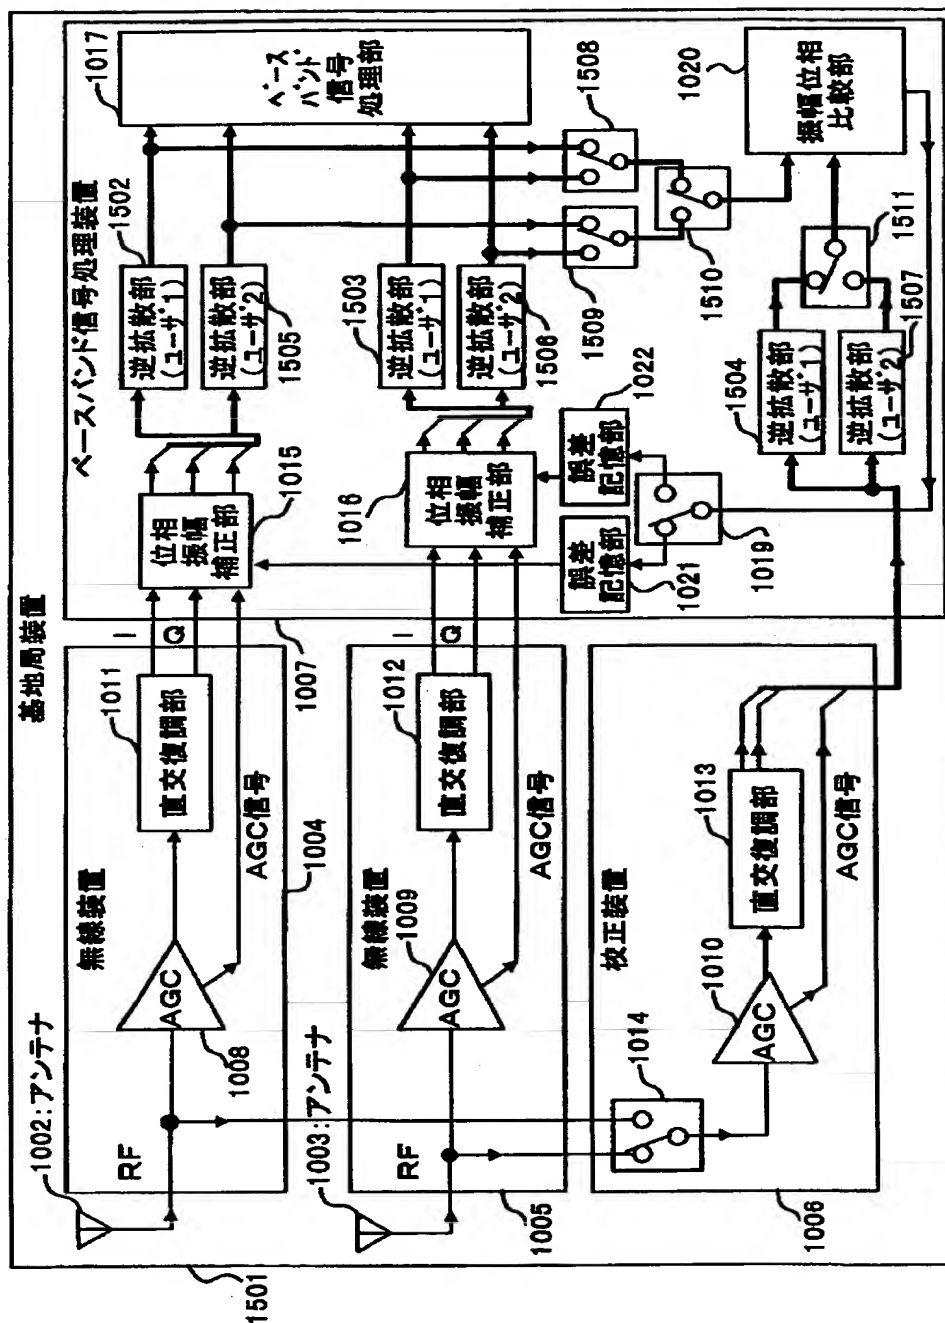 基地局装置
1501
1002:アンテナ
無線装置
RF
AGC
1008
直交復調部
1011
AGC信号
1004
I
Q
1007
ベースバンド信号処理装置
位相
振幅
補正部
1015
逆拡散部
(ユーザ1)
1502
逆拡散部
(ユーザ2)
1505
1017
ベース
バンド
信号
処理部
1003:アンテナ
無線装置
RF
AGC
1009
1005
直交復調部
1012
AGC信号
I
Q
1016
位相
振幅
補正部
逆拡散部
(ユーザ1)
1503
逆拡散部
(ユーザ2)
1506
1508
1509
1510
誤差
記憶部
1021
誤差
記憶部
1022
1019
校正装置
1014
AGC
1010
1006
直交復調部
1013
AGC信号
1504
逆拡散部
(ユーザ1)
逆拡散部
(ユーザ2)
1507
1511
1020
振幅位相
比較部